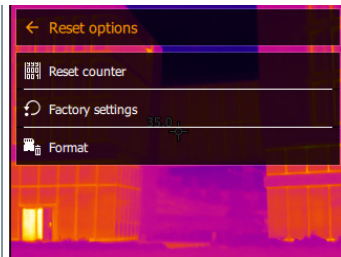 ← Reset options
Reset counter
Factory settings
35.0
Format